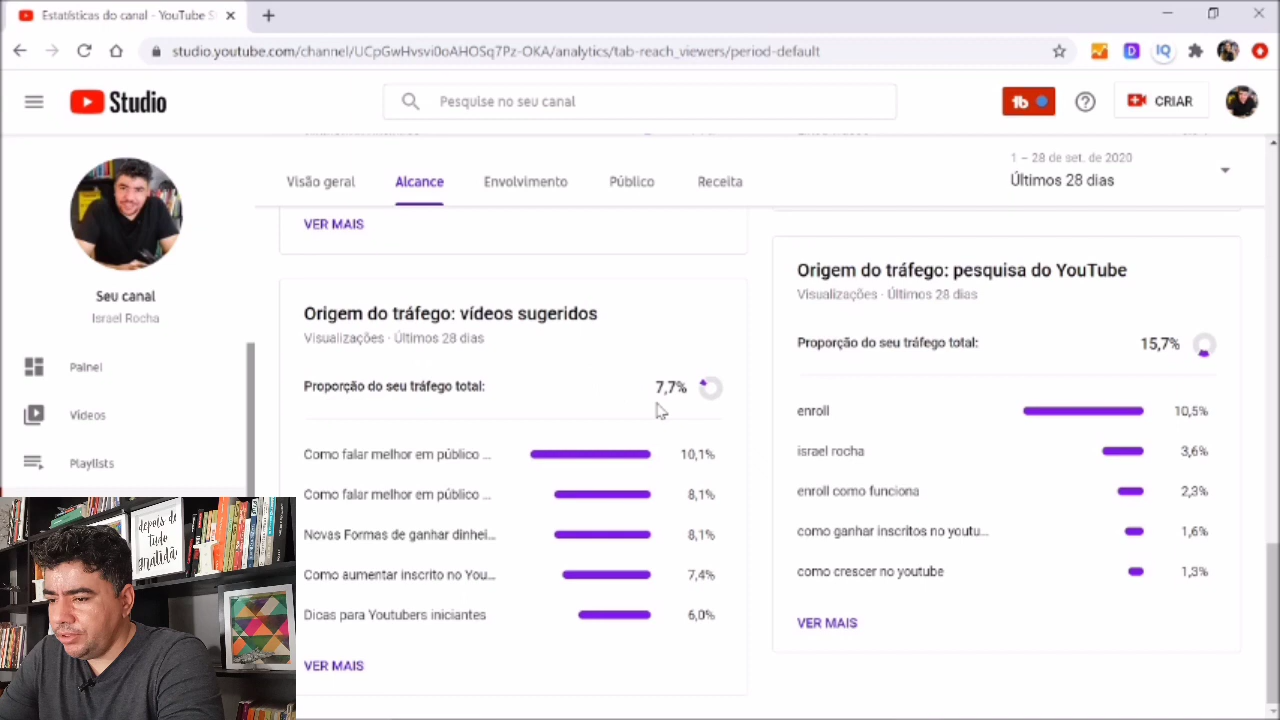 Estatísticas do canal - YouTube S
studio.youtube.com/channel/UCpGwHvsvi0oAHOSq7Pz-OKA/analytics/tab-reach_viewers/period-default
D
IQ
Studio
Pesquise no seu canal
CRIAR
1 – 28 de set. de 2020
Últimos 28 dias
Visão geral
Alcance
Envolvimento
Público
Receita
Seu canal
Israel Rocha
Painel
Vídeos
Playlists
VER MAIS
Origem do tráfego: vídeos sugeridos
Visualizações · Últimos 28 dias
Proporção do seu tráfego total: 7,7%
Como falar melhor em público ... 10,1%
Como falar melhor em público ... 8,1%
Novas Formas de ganhar dinhei... 8,1%
Como aumentar inscrito no You... 7,4%
Dicas para Youtubers iniciantes 6,0%
VER MAIS
Origem do tráfego: pesquisa do YouTube
Visualizações · Últimos 28 dias
Proporção do seu tráfego total: 15,7%
enroll 10,5%
israel rocha 3,6%
enroll como funciona 2,3%
como ganhar inscritos no youtu... 1,6%
como crescer no youtube 1,3%
VER MAIS
depois de
tudo
gratidão